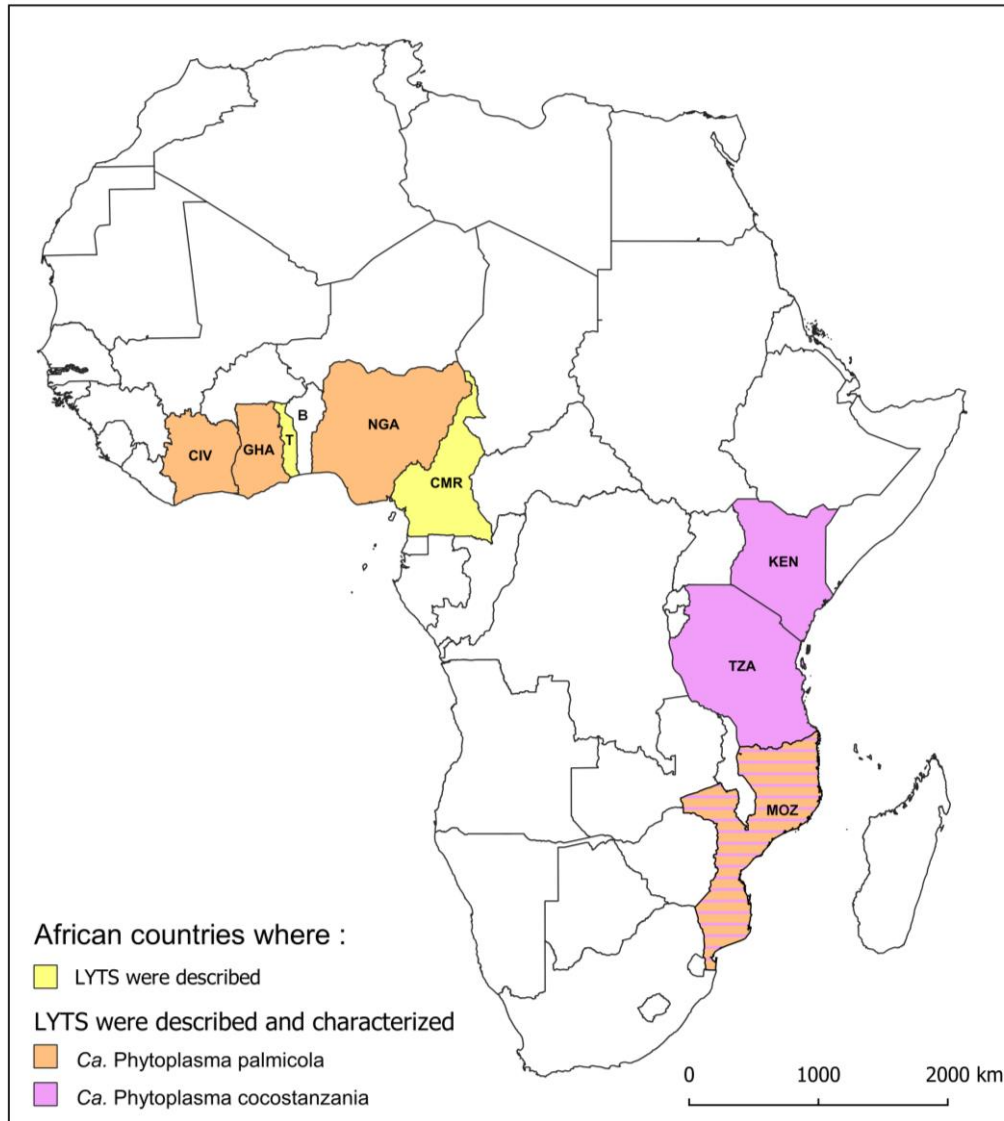 B
T
NGA
CIV
GHA
CMR
KEN
TZA
MOZ
African countries where :
LYTS were described
LYTS were described and characterized
Ca. Phytoplasma palmicola
Ca. Phytoplasma cocostanzania
0 1000 2000 km